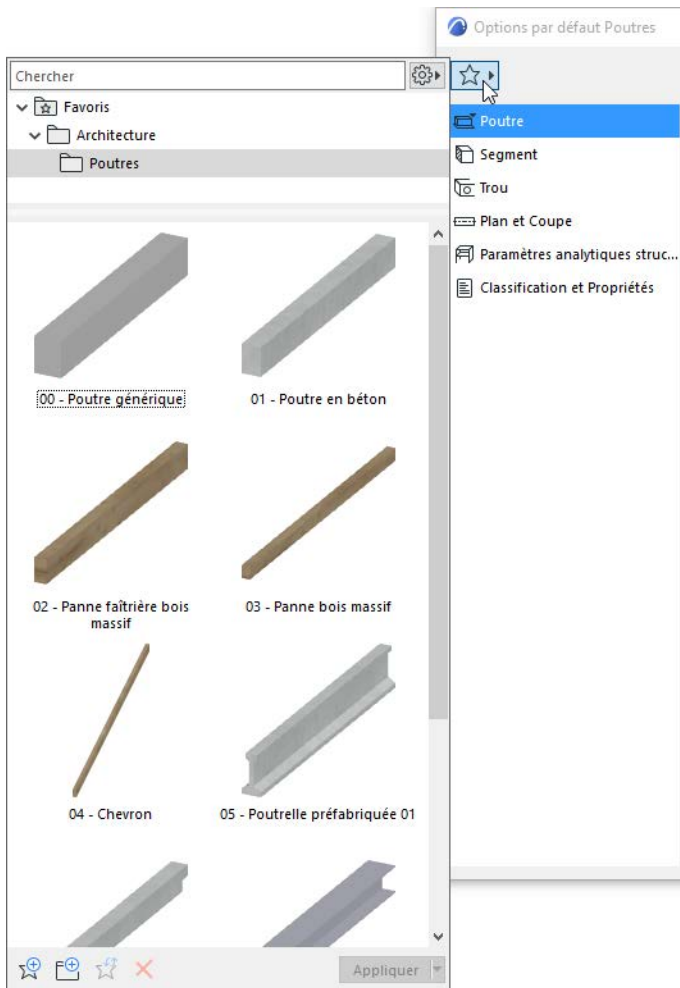 Options par défaut Poutres
Chercher
Favoris
Architecture
Poutres
00 - Poutre générique
01 - Poutre en béton
02 - Panne faîtrière bois
massif
03 - Panne bois massif
04 - Chevron
05 - Poutrelle préfabriquée 01
Appliquer
Poutre
Segment
Trou
Plan et Coupe
Paramètres analytiques struc...
Classification et Propriétés